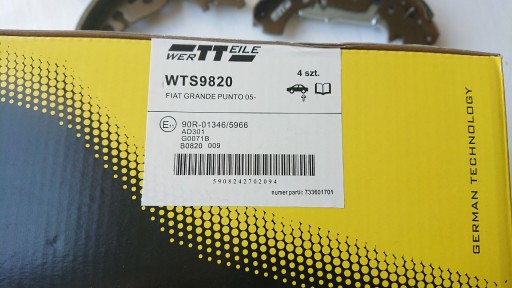 WERTTEILE
WTS9820
4 szt.
FIAT GRANDE PUNTO 05-
E11 90R-01346/5966
AD301
G0071B
B0820 009
5908242702094
numer partii: 733601701
GERMAN TECHNOLOGY